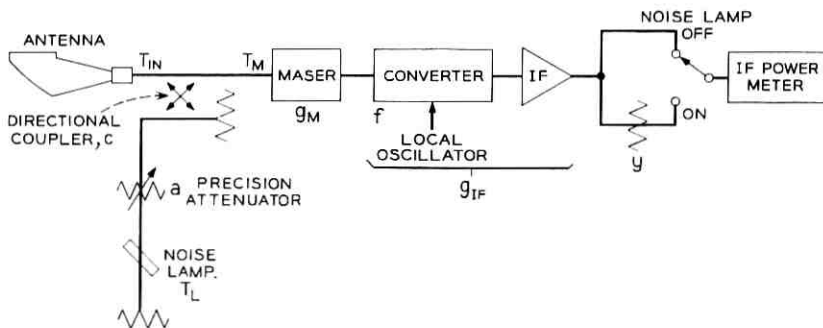 ANTENNA
T_IN
T_M
MASER
g_M
CONVERTER
f
IF
NOISE LAMP
OFF
ON
IF POWER
METER
y
DIRECTIONAL
COUPLER, C
LOCAL
OSCILLATOR
g_IF
a
PRECISION
ATTENUATOR
NOISE
LAMP.
T_L